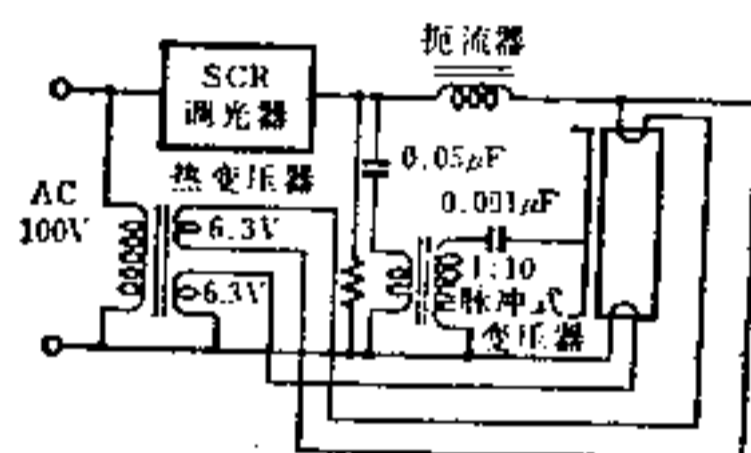 扼流器
SCR
调光器
0.05μF
热变压器
AC
100V
0.001μF
6.3V
1:10
6.3V
脉冲式
变压器